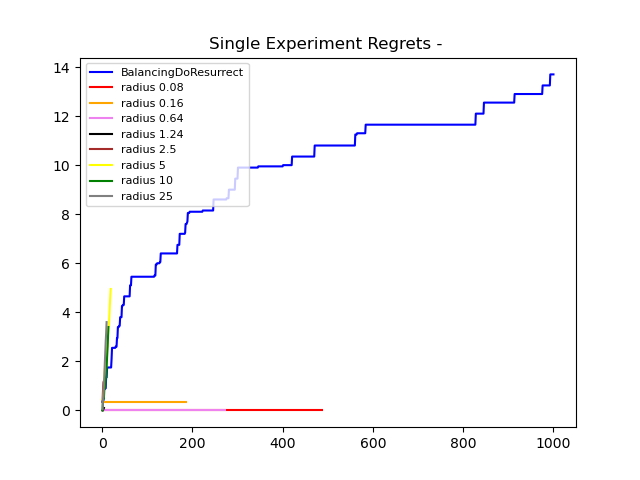 Single Experiment Regrets -
14
12
10
8
6
4
2
0
BalancingDoResurrect
radius 0.08
radius 0.16
radius 0.64
radius 1.24
radius 2.5
radius 5
radius 10
radius 25
0 200 400 600 800 1000